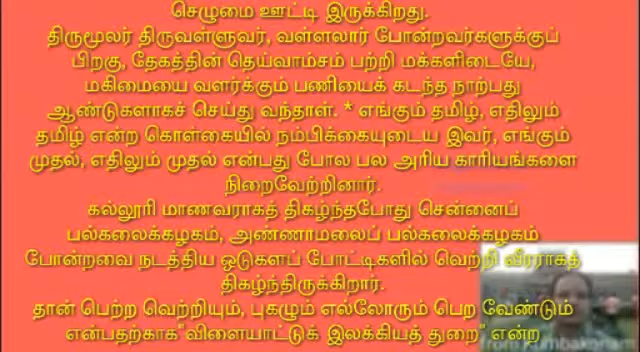 செழுமை ஊட்டி இருக்கிறது.
திருமூலர் திருவள்ளுவர், வள்ளலார் போன்றவர்களுக்குப்
பிறகு, தேகத்தின் தெய்வாம்சம் பற்றி மக்களிடையே,
மகிமையை வளர்க்கும் பணியைக் கடந்த நாற்பது
ஆண்டுகளாகச் செய்து வந்தாள். * எங்கும் தமிழ், எதிலும்
தமிழ் என்ற கொள்கையில் நம்பிக்கையுடைய இவர், எங்கும்
முதல், எதிலும் முதல் என்பது போல பல அரிய காரியங்களை
நிறைவேற்றினார்.
கல்லூரி மாணவராகத் திகழ்ந்தபோது சென்னைப்
பல்கலைக்கழகம், அண்ணாமலைப் பல்கலைக்கழகம்
போன்றவை நடத்திய ஒடுகளப் போட்டிகளில் வெற்றி வீரராகத்
திகழ்ந்திருக்கிறார்.
தான் பெற்ற வெற்றியும், புகழும் எல்லோரும் பெற வேண்டும்
என்பதற்காக"விளையாட்டுக் இலக்கியத் துறை" என்ற
from Kumbakonam